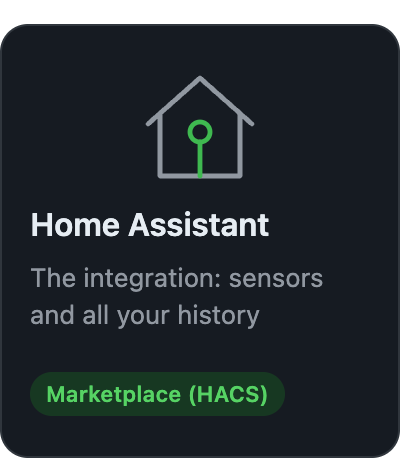 Home Assistant
The integration: sensors
and all your history
Marketplace (HACS)